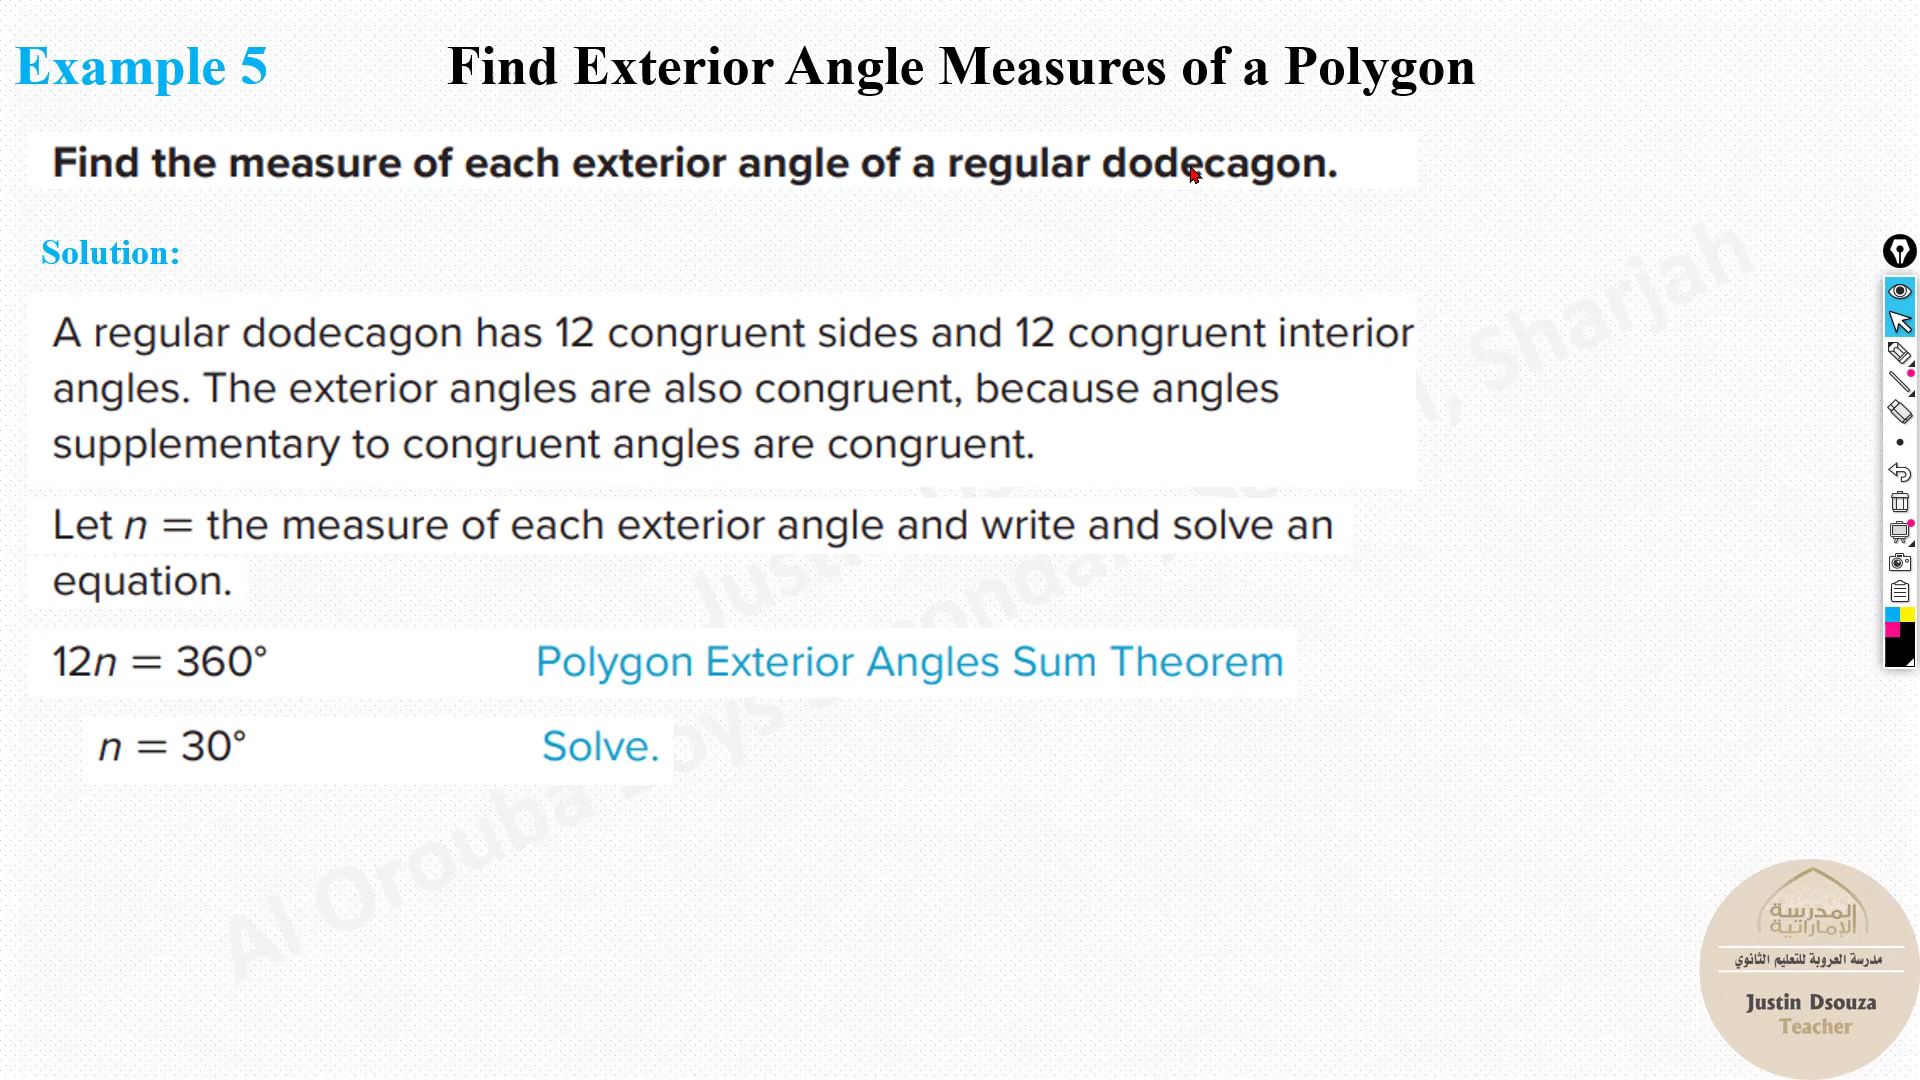 Example 5
Find Exterior Angle Measures of a Polygon
Find the measure of each exterior angle of a regular dodecagon.
Solution:
A regular dodecagon has 12 congruent sides and 12 congruent interior
angles. The exterior angles are also congruent, because angles
supplementary to congruent angles are congruent.
Let n = the measure of each exterior angle and write and solve an
equation.
12n = 360° Polygon Exterior Angles Sum Theorem
n = 30° Solve.
Al Orouba
Sharjah
المدرسة
الإماراتية
مدرسة العروبة للتعليم الثانوي
Justin Dsouza
Teacher